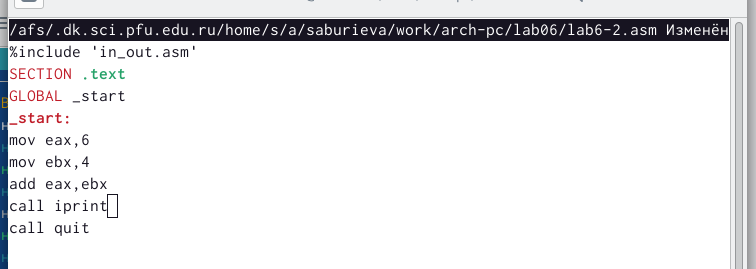 /afs/.dk.sci.pfu.edu.ru/home/s/a/saburieva/work/arch-pc/lab06/lab6-2.asm Изменён
%include 'in_out.asm'
SECTION .text
GLOBAL _start
_start:
mov eax,6
mov ebx,4
add eax,ebx
call iprint
call quit